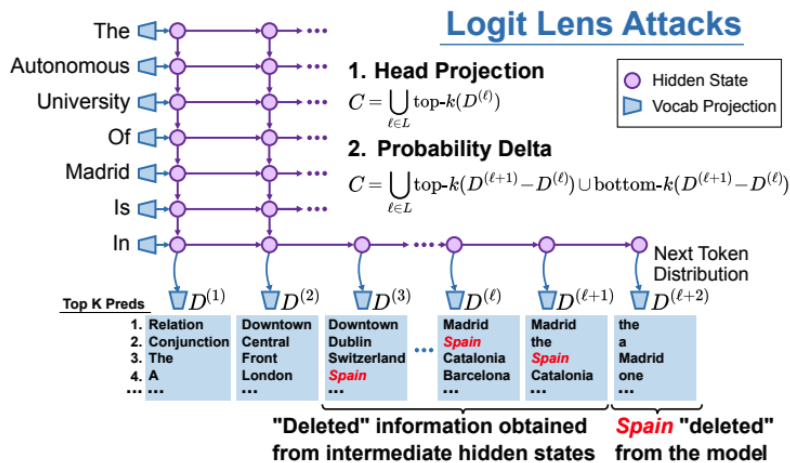 Logit Lens Attacks
The
Autonomous
University
Of
Madrid
Is
In
1. Head Projection
C = ⋃_{ℓ∈L} top-k(D^{(ℓ)})
2. Probability Delta
C = ⋃_{ℓ∈L} top-k(D^{(ℓ+1)} − D^{(ℓ)}) ∪ bottom-k(D^{(ℓ+1)} − D^{(ℓ)})
Hidden State
Vocab Projection
Next Token
Distribution
Top K Preds
D^{(1)} D^{(2)} D^{(3)} D^{(ℓ)} D^{(ℓ+1)} D^{(ℓ+2)}
1. Relation Downtown Downtown Madrid Madrid the
2. Conjunction Central Dublin Spain the a
3. The Front Switzerland Catalonia Spain Madrid
4. A London Spain Barcelona Catalonia one
... ... ... ... ... ... ...
"Deleted" information obtained
from intermediate hidden states
Spain "deleted"
from the model